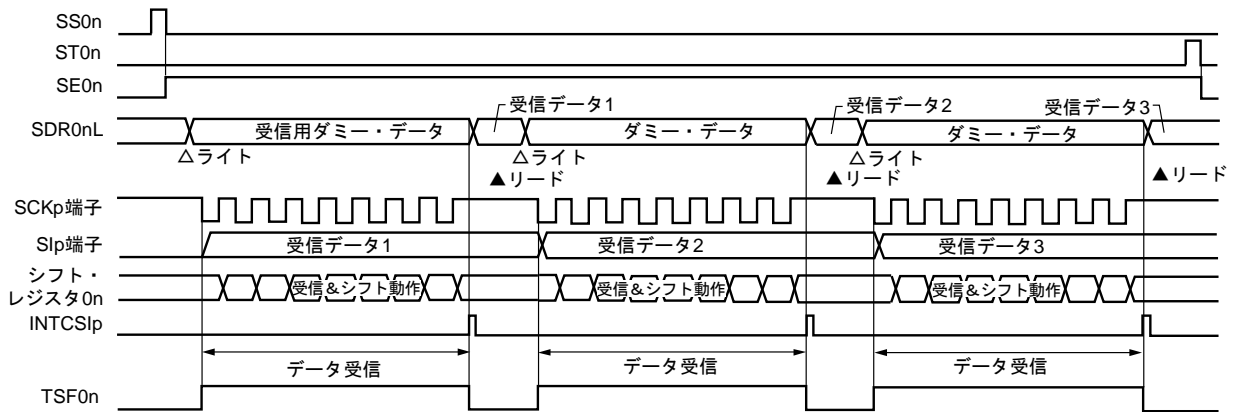 SS0n
ST0n
SE0n
受信データ1
受信データ2
受信データ3
SDR0nL
受信用ダミー・データ
ダミー・データ
ダミー・データ
△ライト
△ライト
△ライト
▲リード
▲リード
▲リード
SCKp端子
SIp端子
受信データ1
受信データ2
受信データ3
シフト・
レジスタ0n
受信&シフト動作
受信&シフト動作
受信&シフト動作
INTCSIp
データ受信
データ受信
データ受信
TSF0n